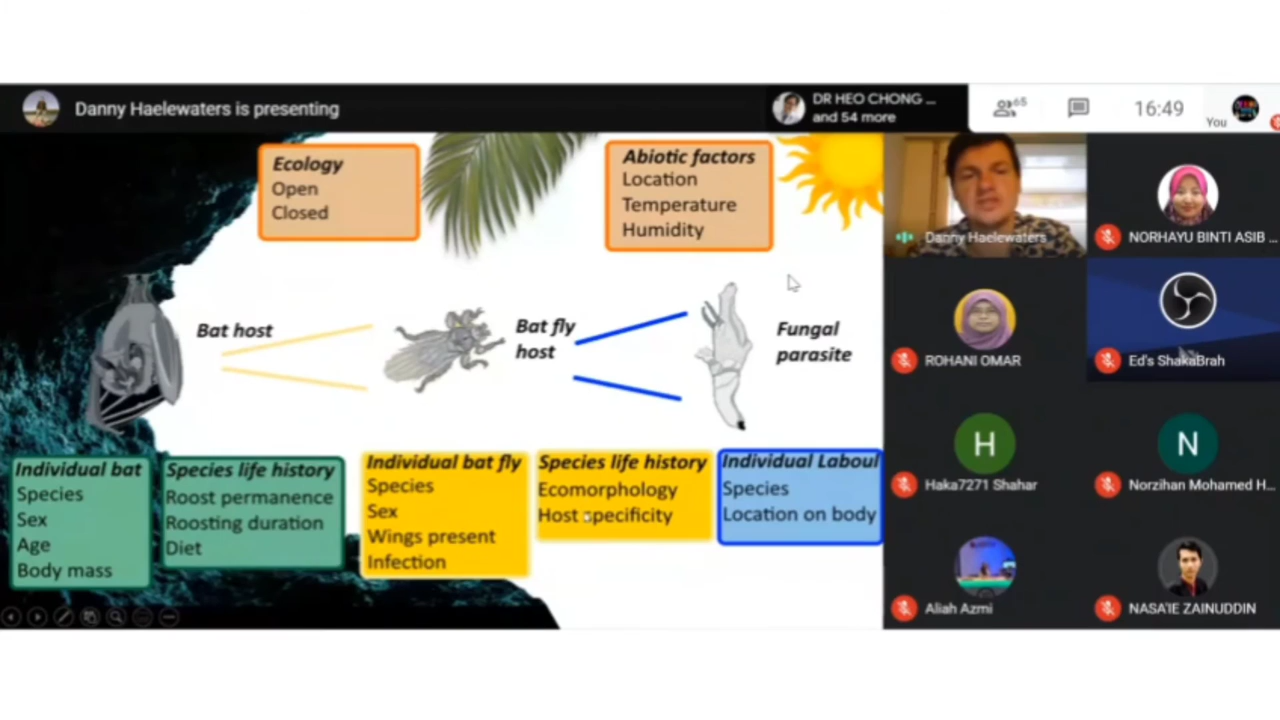 Danny Haelewaters is presenting
DR HEO CHONG ...
and 54 more
65
16:49
You
Ecology
Open
Closed
Abiotic factors
Location
Temperature
Humidity
Bat host
Bat fly
host
Fungal
parasite
Individual bat
Species
Sex
Age
Body mass
Species life history
Roost permanence
Roosting duration
Diet
Individual bat fly
Species
Sex
Wings present
Infection
Species life history
Ecomorphology
Host specificity
Individual Laboul
Species
Location on body
Danny Haelewaters
NORHAYU BINTI ASIB ...
ROHANI OMAR
Ed's ShakaBrah
H
Haka7271 Shahar
N
Norzihan Mohamed H...
Aliah Azmi
NASA'IE ZAINUDDIN